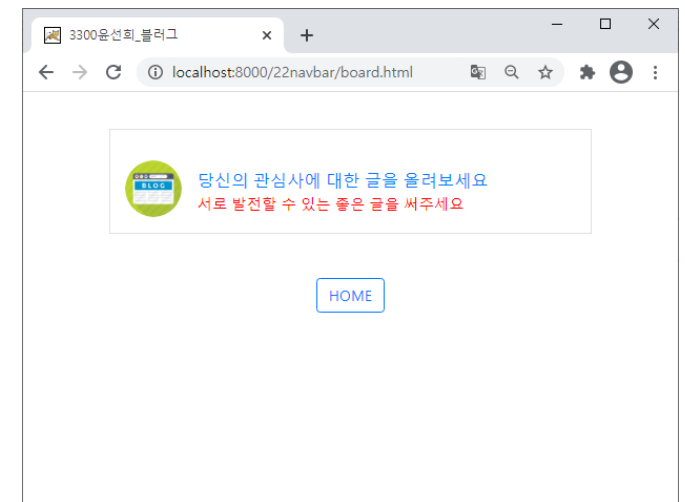 3300윤선희_블러그
localhost:8000/22navbar/board.html
BLOG
당신의 관심사에 대한 글을 올려보세요
서로 발전할 수 있는 좋은 글을 써주세요
HOME